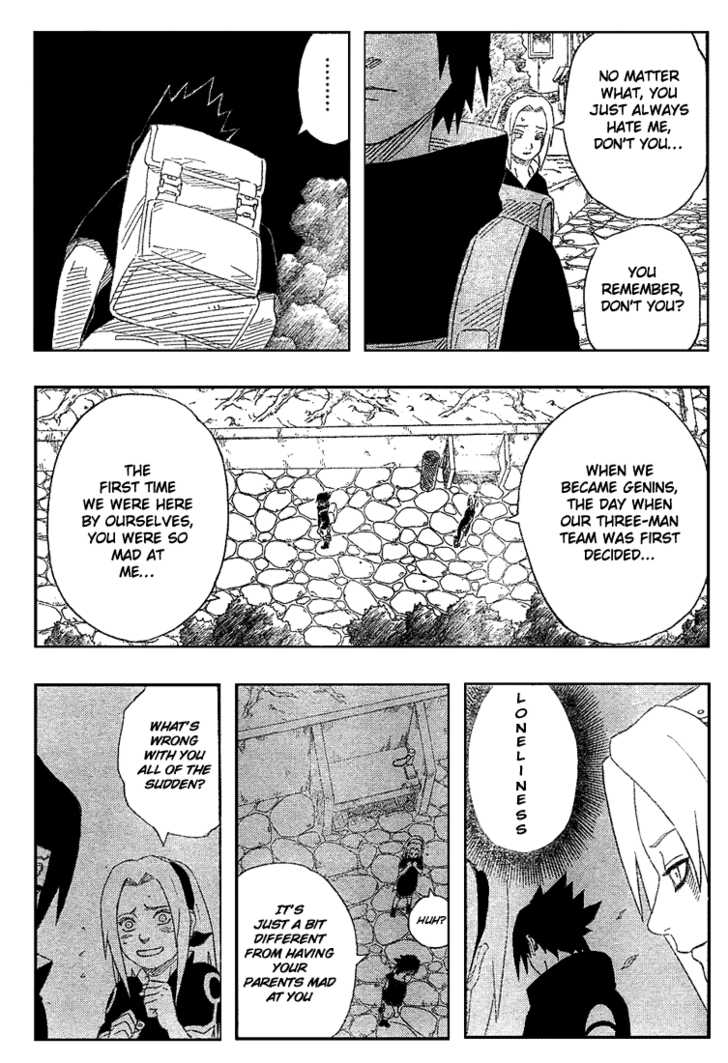 NO MATTER
WHAT, YOU
JUST ALWAYS
HATE ME,
DON'T YOU...
YOU
REMEMBER,
DON'T YOU?
........
WHEN WE
BECAME GENINS,
THE DAY WHEN
OUR THREE-MAN
TEAM WAS FIRST
DECIDED...
THE
FIRST TIME
WE WERE HERE
BY OURSELVES,
YOU WERE SO
MAD AT
ME...
LONELINESS
HUH?
IT'S
JUST A BIT
DIFFERENT
FROM HAVING
YOUR
PARENTS MAD
AT YOU
WHAT'S
WRONG
WITH YOU
ALL OF THE
SUDDEN?